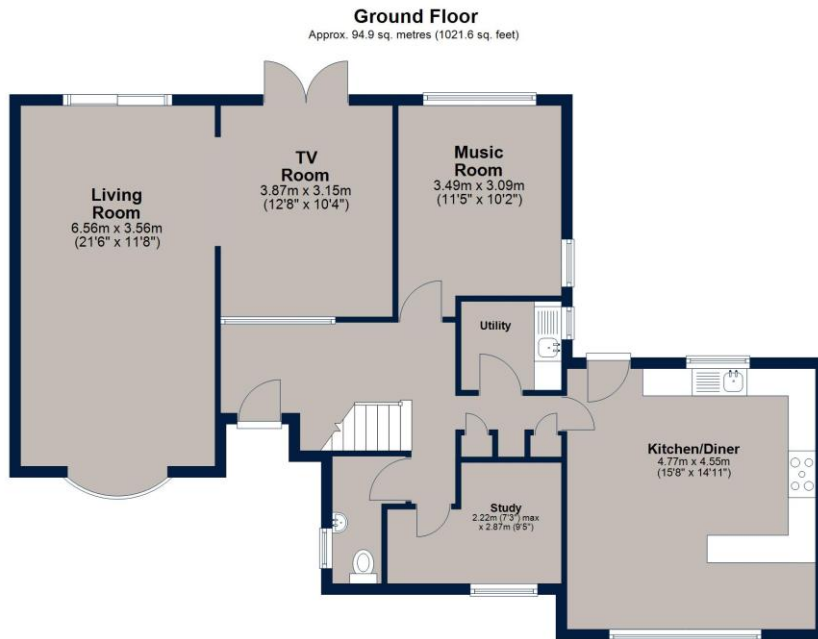 Ground Floor
Approx. 94.9 sq. metres (1021.6 sq. feet)
Living
Room
6.56m x 3.56m
(21'6" x 11'8")
TV
Room
3.87m x 3.15m
(12'8" x 10'4")
Music
Room
3.49m x 3.09m
(11'5" x 10'2")
Utility
Kitchen/Diner
4.77m x 4.55m
(15'8" x 14'11")
Study
2.22m (7'3") max
x 2.87m (9'5")